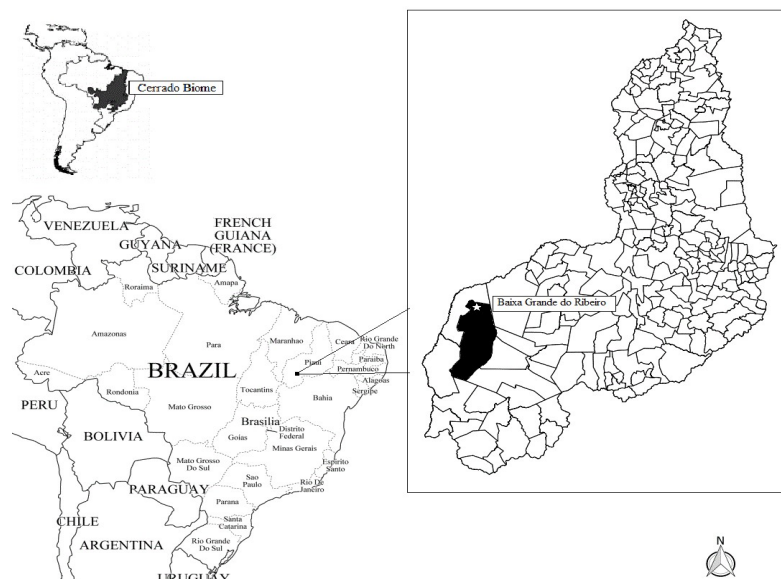 Cerrado Biome
VENEZUELA
FRENCH
GUIANA
(FRANCE)
GUYANA
SURINAME
COLOMBIA
Roraima
Amapa
Baixa Grande do Ribeiro
Amazonas
Para
Maranhao
Ceara
Rio Grande
Do North
Paraiba
Piaui
Pernambuco
Alagoas
Sergipe
BRAZIL
Acre
Rondonia
Tocantins
Bahia
PERU
Mato Grosso
Brasilia
Distrito
Federal
Goias
Minas Gerais
BOLIVIA
Mato Grosso
Do Sul
Espirito
Santo
Sao
Paulo
Rio De
Janeiro
PARAGUAY
Parana
CHILE
Santa
Catarina
ARGENTINA
Rio Grande
Do Sul
URUGUAY
N